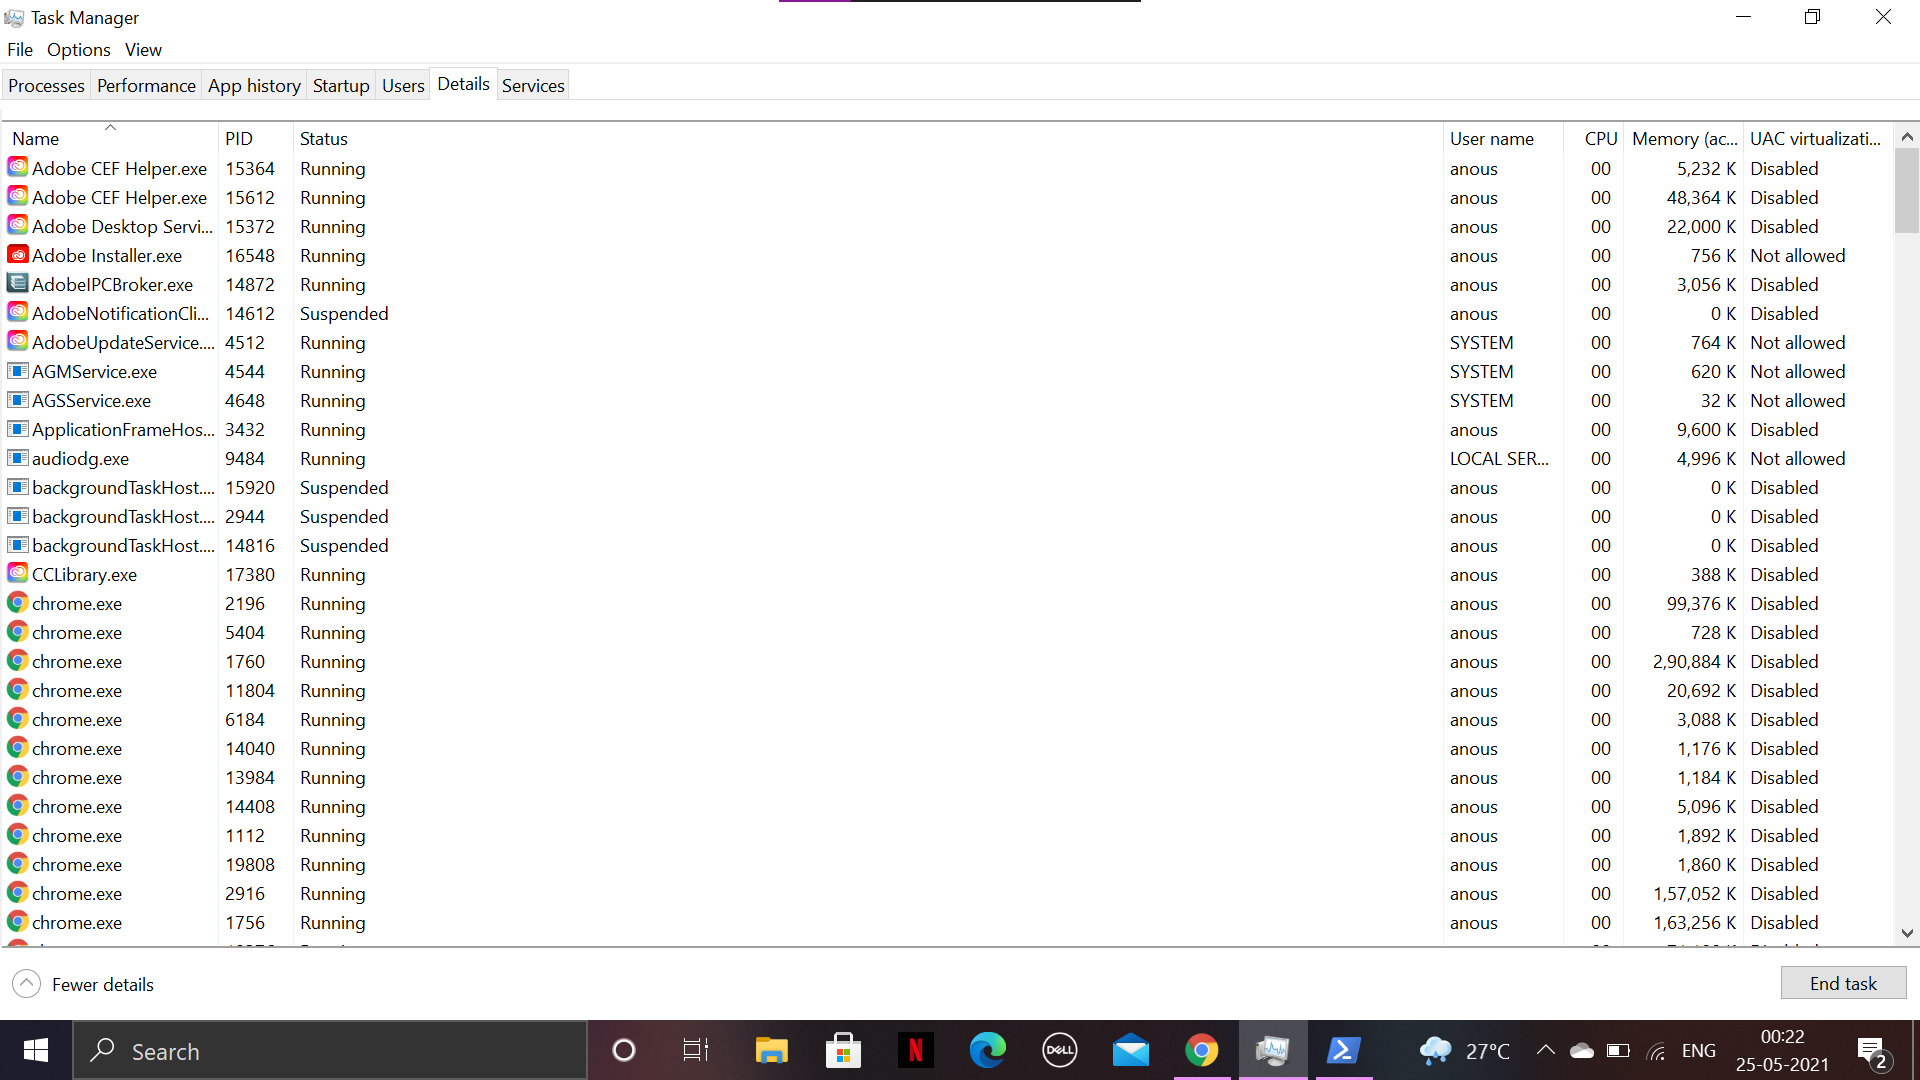 Task Manager
File Options View
Processes Performance App history Startup Users Details Services
Name PID Status User name CPU Memory (ac... UAC virtualizati...
Adobe CEF Helper.exe 15364 Running anous 00 5,232 K Disabled
Adobe CEF Helper.exe 15612 Running anous 00 48,364 K Disabled
Adobe Desktop Servi... 15372 Running anous 00 22,000 K Disabled
Adobe Installer.exe 16548 Running anous 00 756 K Not allowed
AdobeIPCBroker.exe 14872 Running anous 00 3,056 K Disabled
AdobeNotificationCli... 14612 Suspended anous 00 0 K Disabled
AdobeUpdateService.... 4512 Running SYSTEM 00 764 K Not allowed
AGMService.exe 4544 Running SYSTEM 00 620 K Not allowed
AGSService.exe 4648 Running SYSTEM 00 32 K Not allowed
ApplicationFrameHos... 3432 Running anous 00 9,600 K Disabled
audiodg.exe 9484 Running LOCAL SER... 00 4,996 K Not allowed
backgroundTaskHost.... 15920 Suspended anous 00 0 K Disabled
backgroundTaskHost.... 2944 Suspended anous 00 0 K Disabled
backgroundTaskHost.... 14816 Suspended anous 00 0 K Disabled
CCLibrary.exe 17380 Running anous 00 388 K Disabled
chrome.exe 2196 Running anous 00 99,376 K Disabled
chrome.exe 5404 Running anous 00 728 K Disabled
chrome.exe 1760 Running anous 00 2,90,884 K Disabled
chrome.exe 11804 Running anous 00 20,692 K Disabled
chrome.exe 6184 Running anous 00 3,088 K Disabled
chrome.exe 14040 Running anous 00 1,176 K Disabled
chrome.exe 13984 Running anous 00 1,184 K Disabled
chrome.exe 14408 Running anous 00 5,096 K Disabled
chrome.exe 1112 Running anous 00 1,892 K Disabled
chrome.exe 19808 Running anous 00 1,860 K Disabled
chrome.exe 2916 Running anous 00 1,57,052 K Disabled
chrome.exe 1756 Running anous 00 1,63,256 K Disabled
Fewer details End task
Search N DELL 27°C ENG 00:22
25-05-2021 2